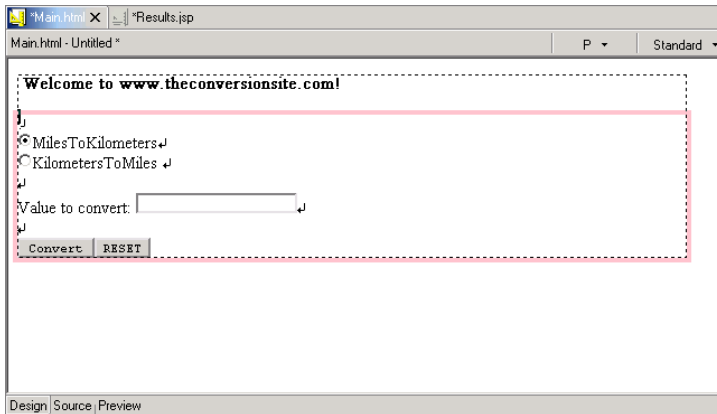 *Main.html *Results.jsp
Main.html - Untitled * P Standard
Welcome to www.theconversionsite.com!
MilesToKilometers
KilometersToMiles
Value to convert:
Convert RESET
Design Source Preview